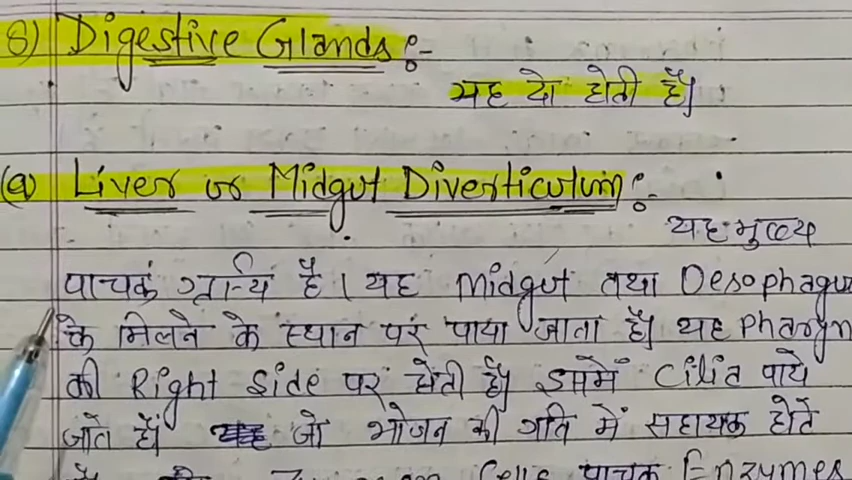 8) Digestive Glands :-
यह दो होती हैं।
(a) Liver or Midgut Diverticulum :-
यह मुख्य
पाचक ग्रन्थि है। यह Midgut तथा Oesophagus
के मिलने के स्थान पर पाया जाता है। यह Pharyn
की Right Side पर होती है। इसमें Cilia पाये
जाते हैं। यह जो भोजन की गति में सहायक होते
Cells पाचक Enzymes